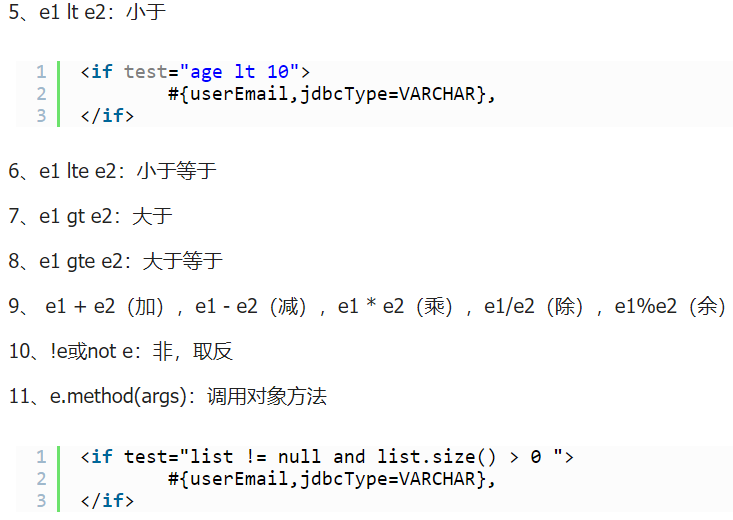 5、e1 lt e2：小于
1 <if test="age lt 10">
2         #{userEmail,jdbcType=VARCHAR},
3 </if>
6、e1 lte e2：小于等于
7、e1 gt e2：大于
8、e1 gte e2：大于等于
9、 e1 + e2（加）, e1 - e2（减）, e1 * e2（乘）, e1/e2（除）, e1%e2（余）
10、!e或not e：非，取反
11、e.method(args)：调用对象方法
1 <if test="list != null and list.size() > 0 ">
2         #{userEmail,jdbcType=VARCHAR},
3 </if>